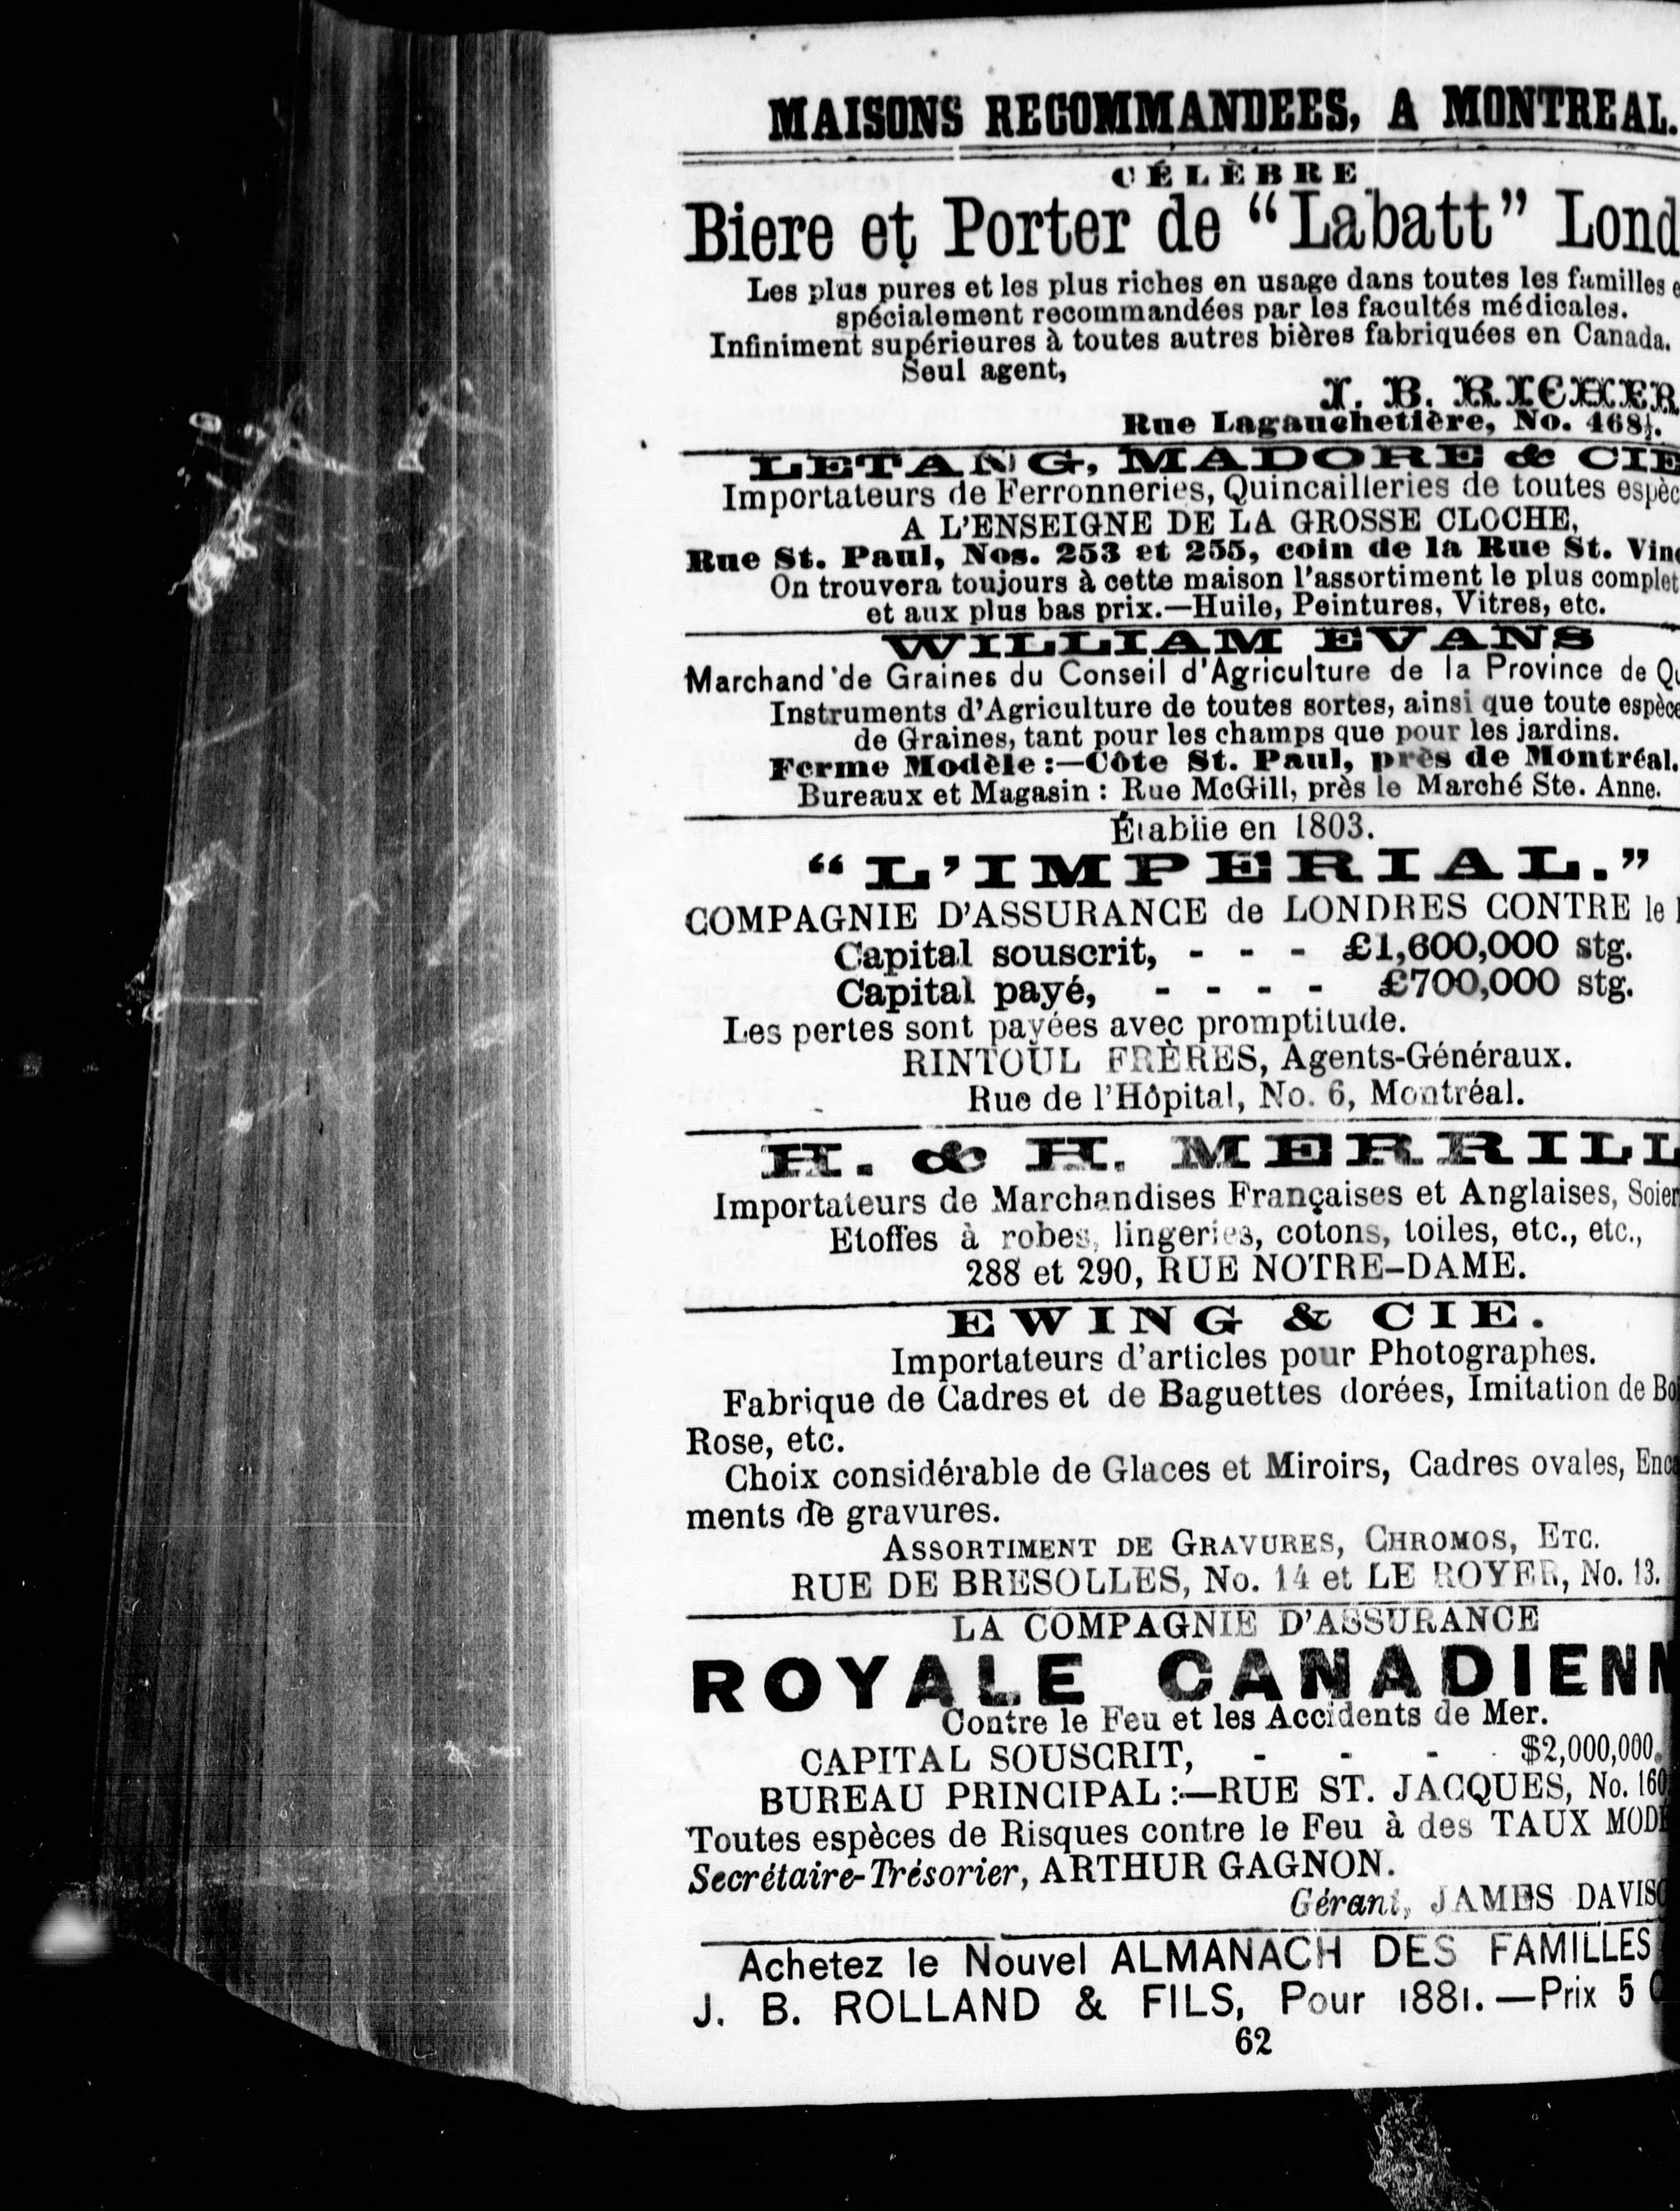 MAISONS RECOMMANDEES, A MONTREAL.
CÉLÈBRE
Biere et Porter de “Labatt” Lond
Les plus pures et les plus riches en usage dans toutes les familles e
spécialement recommandées par les facultés médicales.
Infiniment supérieures à toutes autres bières fabriquées en Canada.
Seul agent,
J. B. RICHER
Rue Lagauchetière, No. 468½.
LETANG, MADORE & CIE
Importateurs de Ferronneries, Quincailleries de toutes espèc
A L’ENSEIGNE DE LA GROSSE CLOCHE,
Rue St. Paul, Nos. 253 et 255, coin de la Rue St. Vin
On trouvera toujours à cette maison l’assortiment le plus complet
et aux plus bas prix.—Huile, Peintures, Vitres, etc.
WILLIAM EVANS
Marchand de Graines du Conseil d’Agriculture de la Province de Qu
Instruments d’Agriculture de toutes sortes, ainsi que toute espèce
de Graines, tant pour les champs que pour les jardins.
Ferme Modèle :—Côte St. Paul, près de Montréal.
Bureaux et Magasin : Rue McGill, près le Marché Ste. Anne.
Établie en 1803.
“L’IMPERIAL.”
COMPAGNIE D’ASSURANCE de LONDRES CONTRE le
Capital souscrit, - - - £1,600,000 stg.
Capital payé, - - - - £700,000 stg.
Les pertes sont payées avec promptitude.
RINTOUL FRÈRES, Agents-Généraux.
Rue de l’Hôpital, No. 6, Montréal.
H. & H. MERRILL
Importateurs de Marchandises Françaises et Anglaises, Soier
Etoffes à robes, lingeries, cotons, toiles, etc., etc.,
288 et 290, RUE NOTRE-DAME.
EWING & CIE.
Importateurs d’articles pour Photographes.
Fabrique de Cadres et de Baguettes dorées, Imitation de Bo
Rose, etc.
Choix considérable de Glaces et Miroirs, Cadres ovales, Enca
ments de gravures.
ASSORTIMENT DE GRAVURES, CHROMOS, ETC.
RUE DE BRESOLLES, No. 14 et LE ROYER, No. 13.
LA COMPAGNIE D’ASSURANCE
ROYALE CANADIENN
Contre le Feu et les Accidents de Mer.
CAPITAL SOUSCRIT, - - - - $2,000,000.
BUREAU PRINCIPAL :—RUE ST. JACQUES, No. 160
Toutes espèces de Risques contre le Feu à des TAUX MODÉ
Secrétaire-Trésorier, ARTHUR GAGNON.
Gérant, JAMES DAVISO
Achetez le Nouvel ALMANACH DES FAMILLES
J. B. ROLLAND & FILS, Pour 1881.—Prix 5 C
62